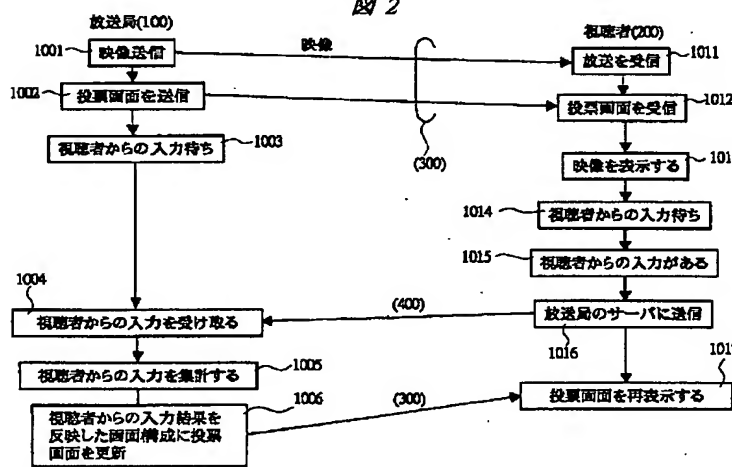 図2
放送局(100)
視聴者(200)
1001
映像送信
映像
放送を受信
1011
1002
投票画面を送信
投票画面を受信
1012
視聴者からの入力待ち
1003
(300)
映像を表示する
1014
視聴者からの入力待ち
1015
視聴者からの入力がある
1004
視聴者からの入力を受け取る
(400)
放送局のサーバに送信
1016
視聴者からの入力を集計する
1005
視聴者からの入力結果を
反映した画面構成に投票
画面を更新
1006
(300)
投票画面を再表示する